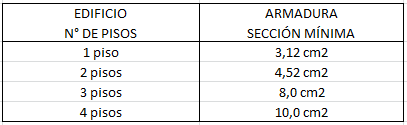 EDIFICIO ARMADURA
N° DE PISOS SECCIÓN MÍNIMA
1 piso 3,12 cm2
2 pisos 4,52 cm2
3 pisos 8,0 cm2
4 pisos 10,0 cm2